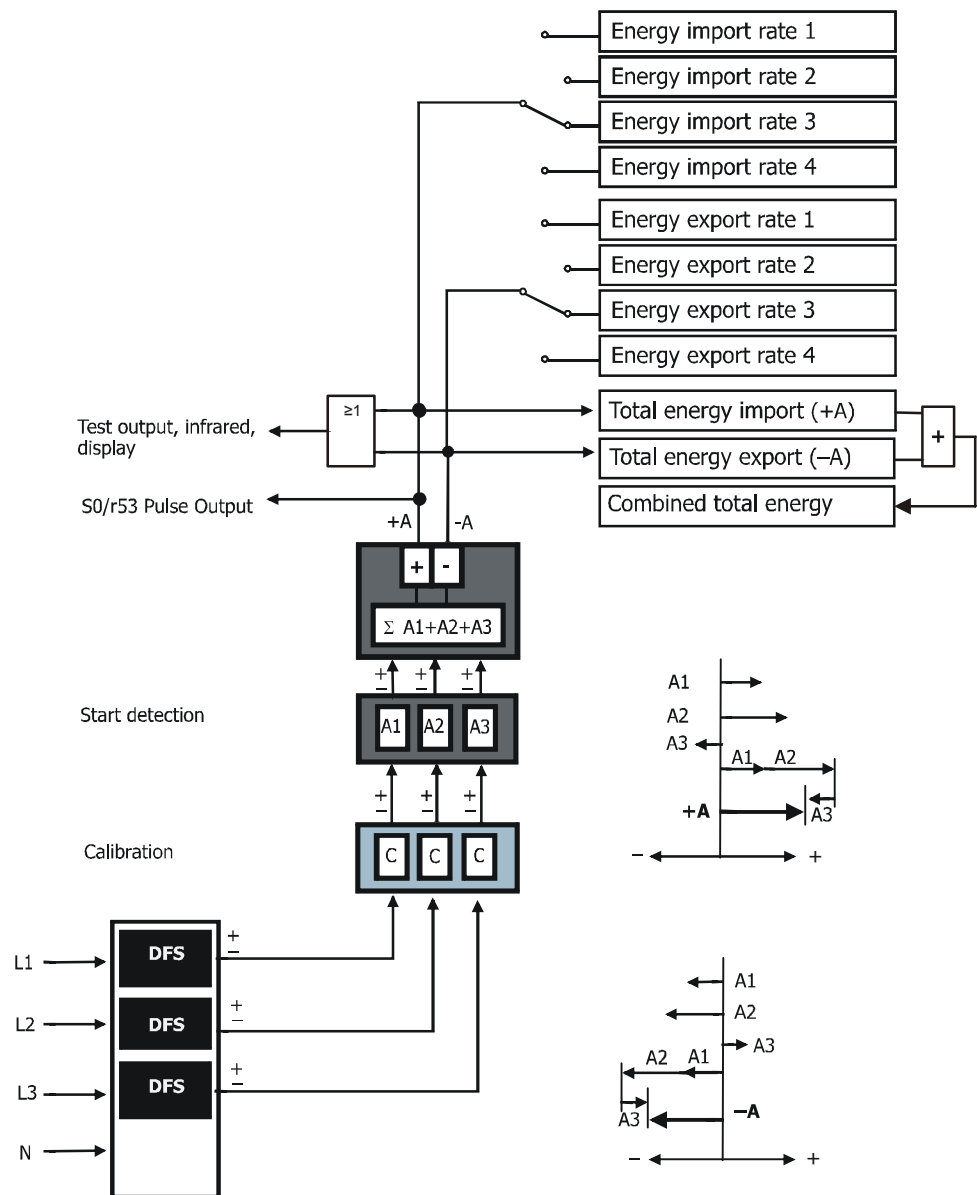 Energy import rate 1
Energy import rate 2
Energy import rate 3
Energy import rate 4
Energy export rate 1
Energy export rate 2
Energy export rate 3
Energy export rate 4
≥1
Total energy import (+A)
Test output, infrared,
display
Total energy export (–A)
+
S0/r53 Pulse Output
Combined total energy
+A
-A
+
-
Σ A1+A2+A3
+
–
+
–
+
–
Start detection
A1
A2
A3
+
–
+
–
+
–
Calibration
C
C
C
A1
A2
A3
A1
A2
+A
A3
–
+
L1
DFS
+
–
L2
DFS
+
–
L3
DFS
+
–
N
A1
A2
A3
A2
A1
A3
–A
–
+